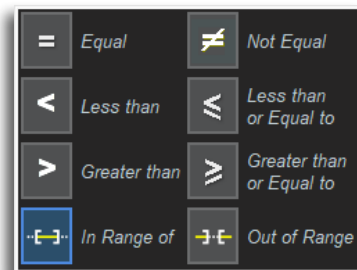 = Equal
≠ Not Equal
< Less than
≤ Less than
or Equal to
> Greater than
≥ Greater than
or Equal to
In Range of
Out of Range